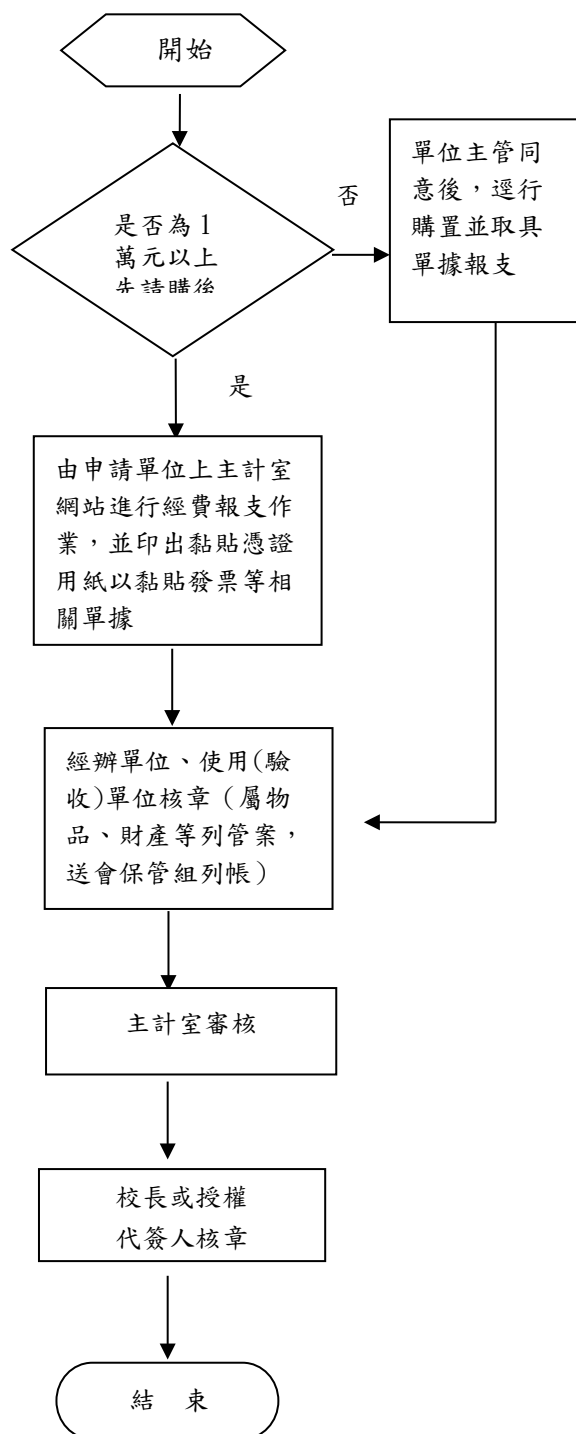 開始
單位主管同
意後，逕行
購置並取具
單據報支
否
是否為1
萬元以上
先請購後
是
由申請單位上主計室
網站進行經費報支作
業，並印出黏貼憑證
用紙以黏貼發票等相
關單據
經辦單位、使用(驗
收)單位核章（屬物
品、財產等列管案，
送會保管組列帳）
主計室審核
校長或授權
代簽人核章
結 束